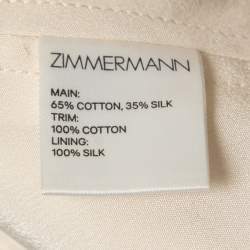 ZIMMERMANN
MAIN:
65% COTTON, 35% SILK
TRIM:
100% COTTON
LINING:
100% SILK